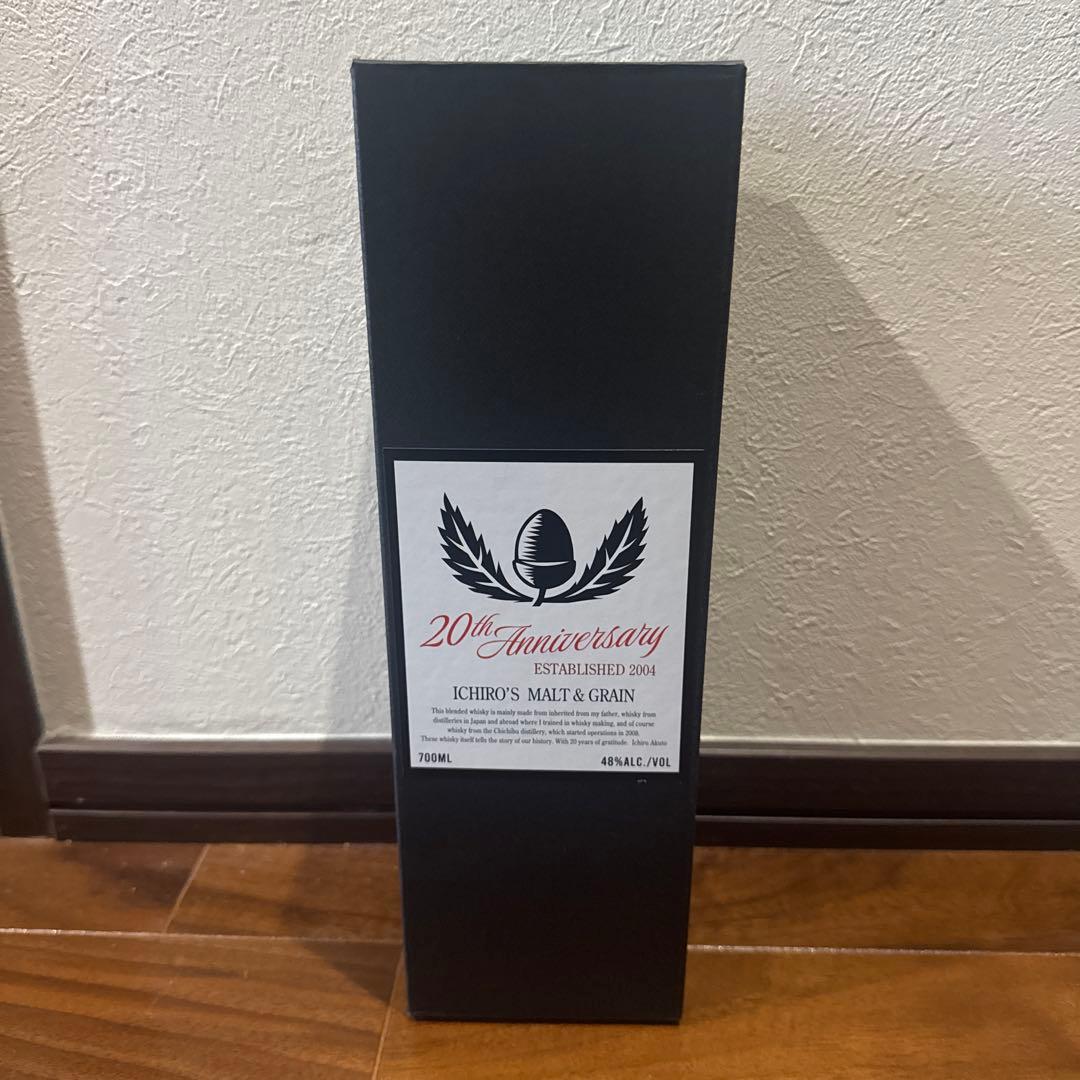 20th Anniversary
ESTABLISHED 2004
ICHIRO'S MALT & GRAIN
This blended whisky is mainly made from inherited from my father, whisky from
distilleries in Japan and abroad where I trained in whisky making, and of course
whisky from the Chichibu distillery, which started operations in 2008.
These whisky itself tells the story of our history. With 20 years of gratitude. Ichiro Akuto
700ML 48%ALC./VOL